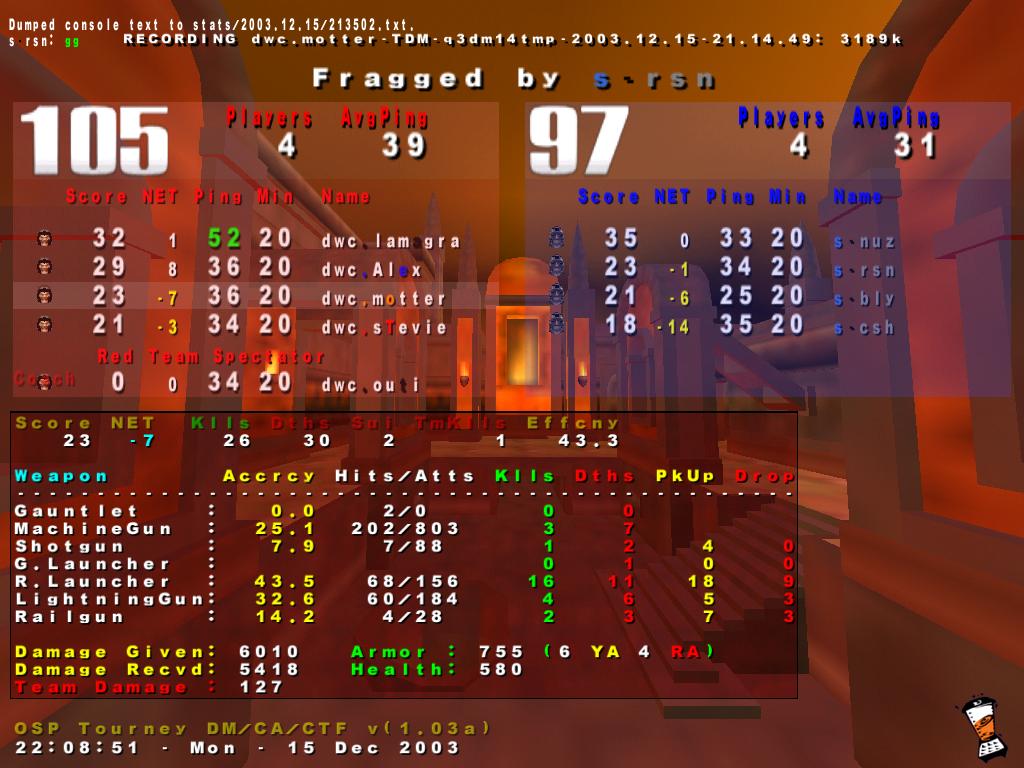 Dumped console text to stats/2003,12,15/213502,txt,
s-rsn: gg RECORDING dwc.motter-TDM-q3dm14tmp-2003.12.15-21.14.49: 3189k
Fragged by s-rsn
105 Players AvgPing 97 Players AvgPing
4 39 4 31
Score NET Ping Min Name Score NET Ping Min Name
32 1 52 20 dwc.lamagra 35 0 33 20 s-nuz
29 8 36 20 dwc.Alex 23 -1 34 20 s-rsn
23 -7 36 20 dwc.motter 21 -6 25 20 s-bly
21 -3 34 20 dwc.sTevie 18 -14 35 20 s-csh
Red Team Spectator
Coach 0 0 34 20 dwc.outi
Score NET Klls Dths Sui TmKlls Effcny
23 -7 26 30 2 1 43.3
Weapon Accrcy Hits/Atts Klls Dths PkUp Drop
Gauntlet : 0.0 2/0 0 0
MachineGun : 25.1 202/803 3 7
Shotgun : 7.9 7/88 1 2 4 0
G.Launcher : 0 1 0 0
R.Launcher : 43.5 68/156 16 11 18 9
LightningGun: 32.6 60/184 4 6 5 3
Railgun : 14.2 4/28 2 3 7 3
Damage Given: 6010 Armor : 755 (6 YA 4 RA)
Damage Recvd: 5418 Health: 580
Team Damage : 127
OSP Tourney DM/CA/CTF v(1.03a)
22:08:51 - Mon - 15 Dec 2003